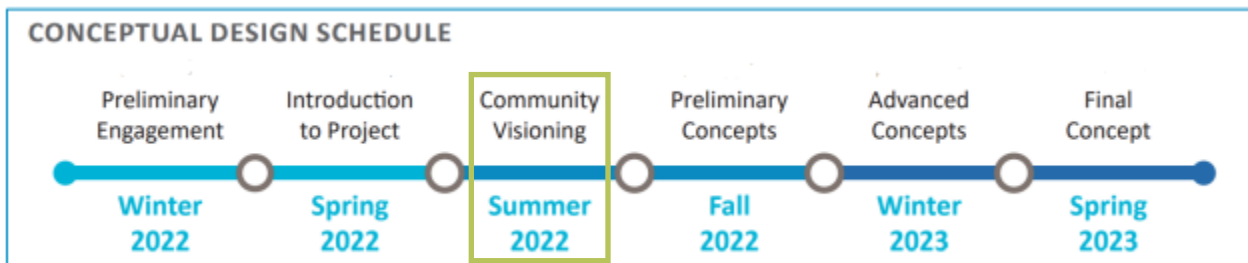 CONCEPTUAL DESIGN SCHEDULE
Preliminary
Engagement
Introduction
to Project
Community
Visioning
Preliminary
Concepts
Advanced
Concepts
Final
Concept
Winter
2022
Spring
2022
Summer
2022
Fall
2022
Winter
2023
Spring
2023